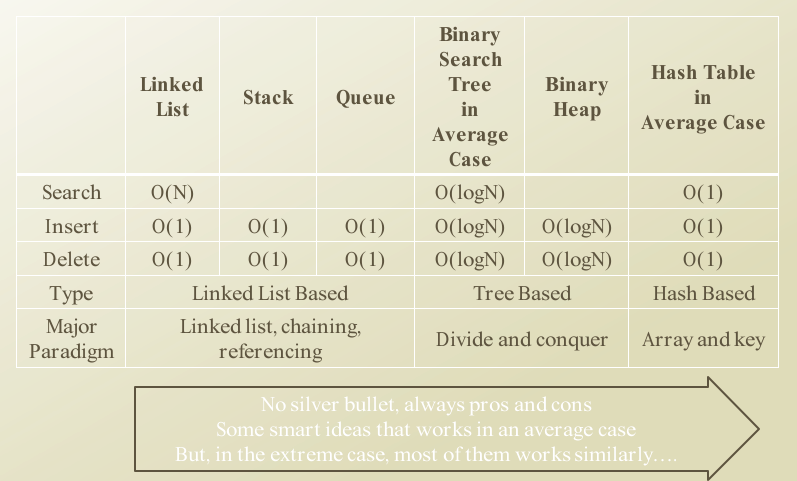 Linked List
Stack
Queue
Binary Search Tree in Average Case
Binary Heap
Hash Table in Average Case
Search O(N) O(logN) O(1)
Insert O(1) O(1) O(1) O(logN) O(logN) O(1)
Delete O(1) O(1) O(1) O(logN) O(logN) O(1)
Type Linked List Based Tree Based Hash Based
Major Paradigm Linked list, chaining, referencing Divide and conquer Array and key
No silver bullet, always pros and cons
Some smart ideas that works in an average case
But, in the extreme case, most of them works similarly….